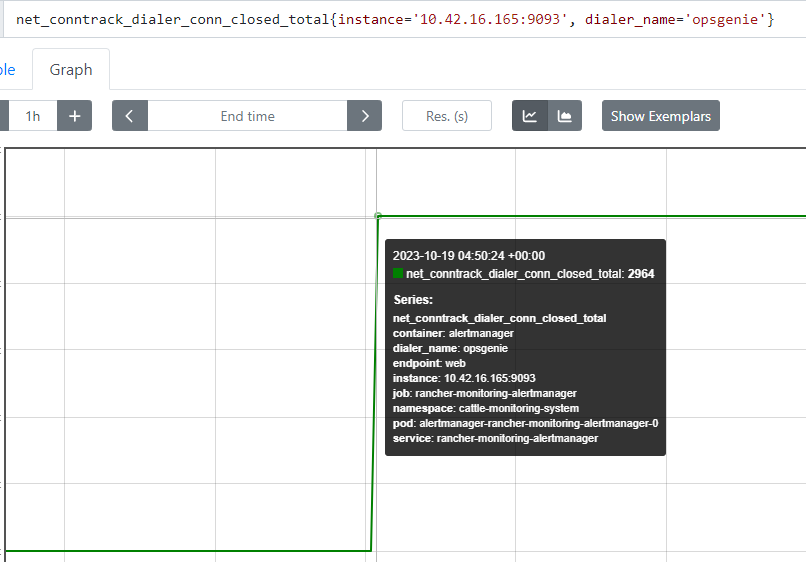 net_conntrack_dialer_conn_closed_total{instance='10.42.16.165:9093', dialer_name='opsgenie'}
Graph
1h
+
End time
Res. (s)
Show Exemplars
2023-10-19 04:50:24 +00:00
net_conntrack_dialer_conn_closed_total: 2964
Series:
net_conntrack_dialer_conn_closed_total
container: alertmanager
dialer_name: opsgenie
endpoint: web
instance: 10.42.16.165:9093
job: rancher-monitoring-alertmanager
namespace: cattle-monitoring-system
pod: alertmanager-rancher-monitoring-alertmanager-0
service: rancher-monitoring-alertmanager